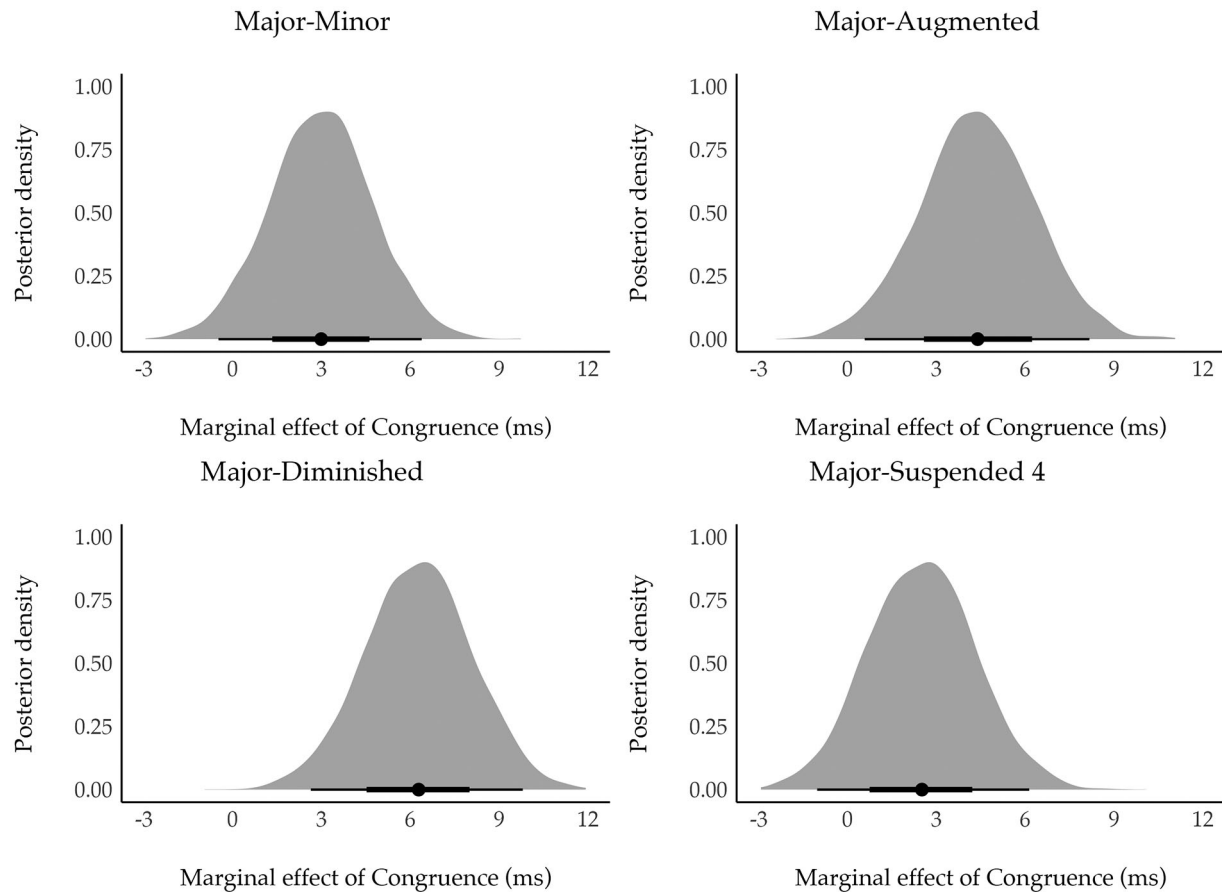 Major-Minor
1.00
0.75
0.50
0.25
0.00
Posterior density
-3 0 3 6 9 12
Marginal effect of Congruence (ms)
Major-Augmented
1.00
0.75
0.50
0.25
0.00
Posterior density
-3 0 3 6 9 12
Marginal effect of Congruence (ms)
Major-Diminished
1.00
0.75
0.50
0.25
0.00
Posterior density
-3 0 3 6 9 12
Marginal effect of Congruence (ms)
Major-Suspended 4
1.00
0.75
0.50
0.25
0.00
Posterior density
-3 0 3 6 9 12
Marginal effect of Congruence (ms)